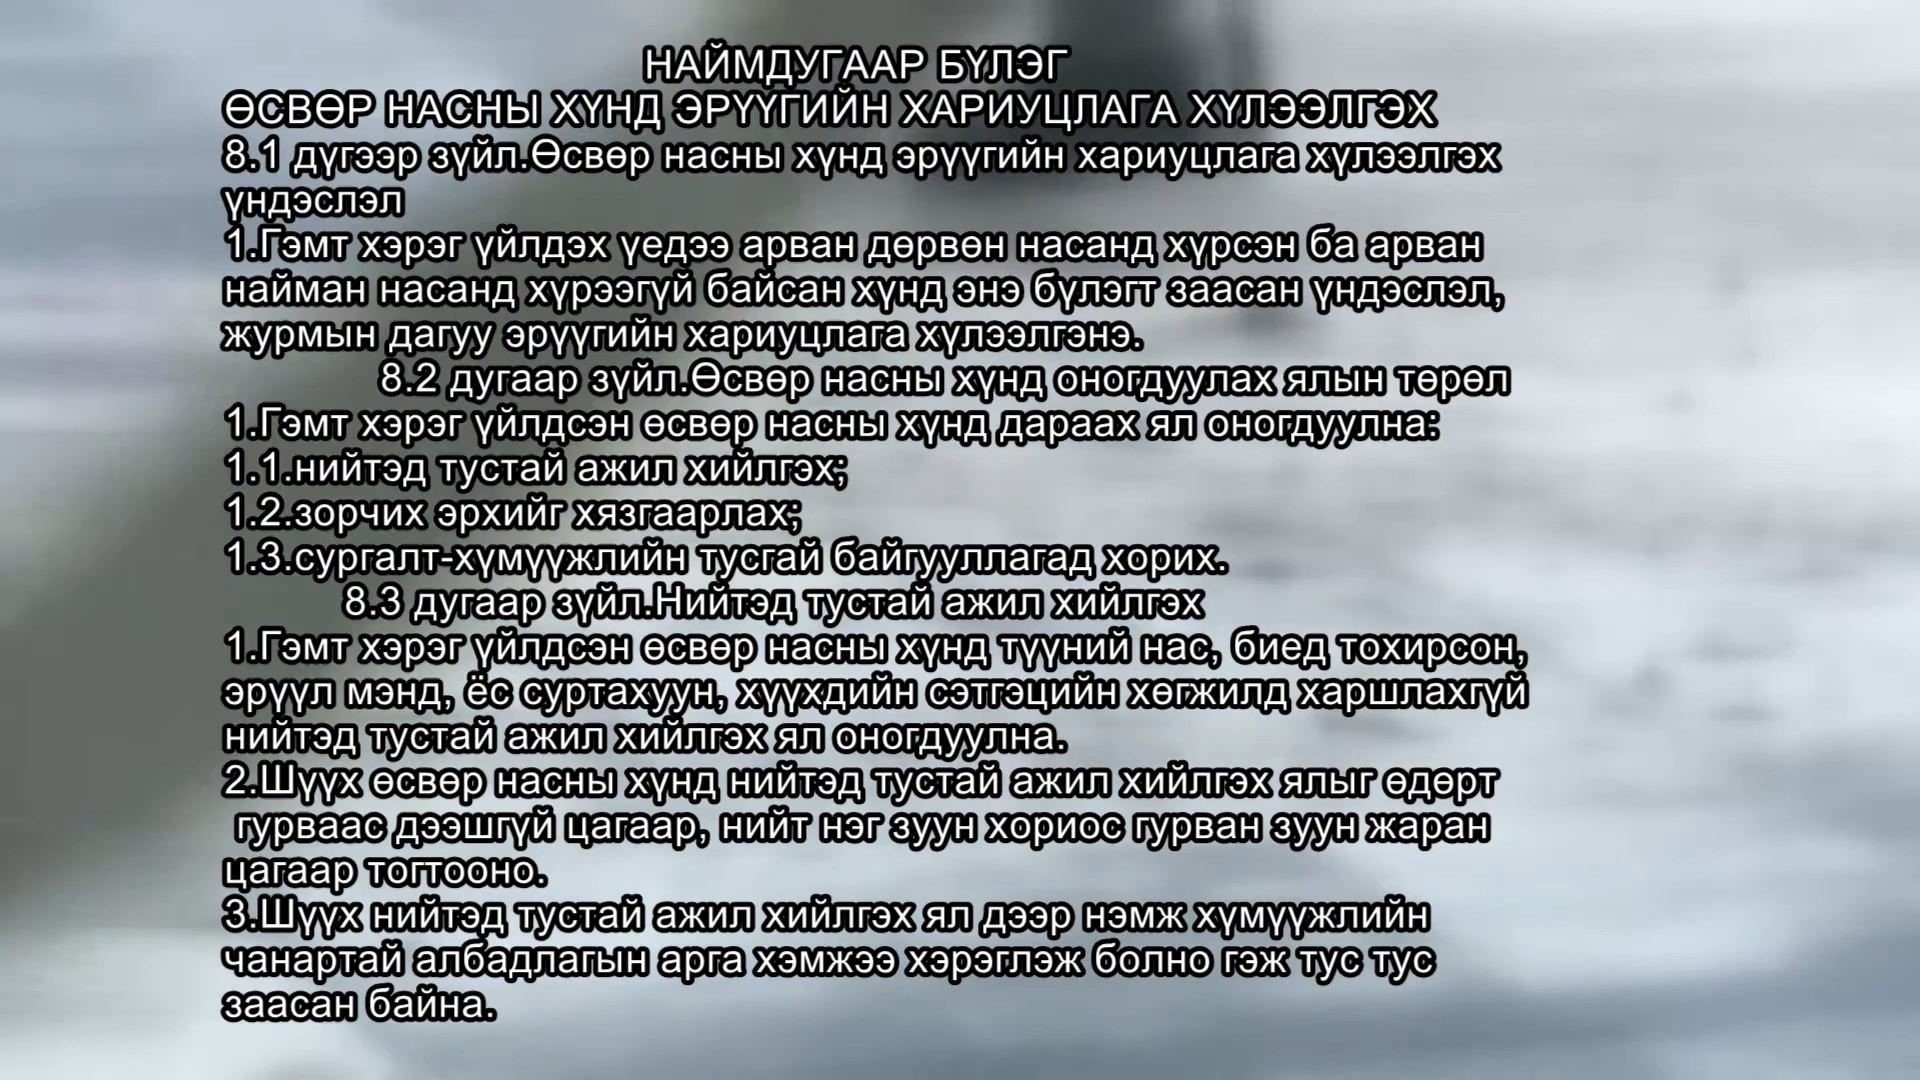 НАЙМДУГААР БҮЛЭГ
ӨСВӨР НАСНЫ ХҮНД ЭРҮҮГИЙН ХАРИУЦЛАГА ХҮЛЭЭЛГЭХ
8.1 дүгээр зүйл.Өсвөр насны хүнд эрүүгийн хариуцлага хүлээлгэх
үндэслэл
1.Гэмт хэрэг үйлдэх үедээ арван дөрвөн насанд хүрсэн ба арван
найман насанд хүрээгүй байсан хүнд энэ бүлэгт заасан үндэслэл,
журмын дагуу эрүүгийн хариуцлага хүлээлгэнэ.
8.2 дугаар зүйл.Өсвөр насны хүнд оногдуулах ялын төрөл
1.Гэмт хэрэг үйлдсэн өсвөр насны хүнд дараах ял оногдуулна:
1.1.нийтэд тустай ажил хийлгэх;
1.2.зорчих эрхийг хязгаарлах;
1.3.сургалт-хүмүүжлийн тусгай байгууллагад хорих.
8.3 дугаар зүйл.Нийтэд тустай ажил хийлгэх
1.Гэмт хэрэг үйлдсэн өсвөр насны хүнд түүний нас, биед тохирсон,
эрүүл мэнд, ёс суртахуун, хүүхдийн сэтгэцийн хөгжилд харшлахгүй
нийтэд тустай ажил хийлгэх ял оногдуулна.
2.Шүүх өсвөр насны хүнд нийтэд тустай ажил хийлгэх ялыг өдөрт
гурваас дээшгүй цагаар, нийт нэг зуун хориос гурван зуун жаран
цагаар тогтооно.
3.Шүүх нийтэд тустай ажил хийлгэх ял дээр нэмж хүмүүжлийн
чанартай албадлагын арга хэмжээ хэрэглэж болно гэж тус тус
заасан байна.